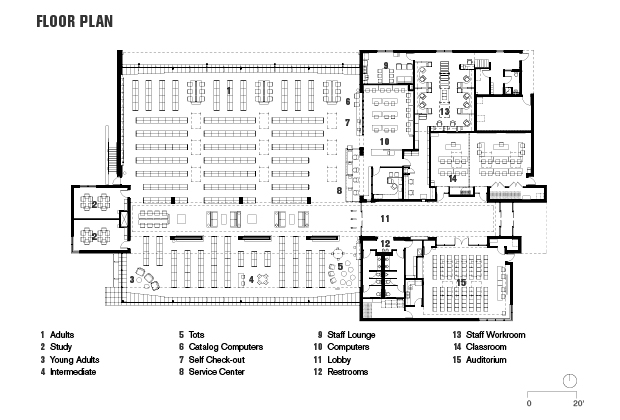 FLOOR PLAN
9
1
6
7
13
10
14
8
2
11
2
12
5
3
4
15
1 Adults
2 Study
3 Young Adults
4 Intermediate
5 Tots
6 Catalog Computers
7 Self Check-out
8 Service Center
9 Staff Lounge
10 Computers
11 Lobby
12 Restrooms
13 Staff Workroom
14 Classroom
15 Auditorium
0 20'